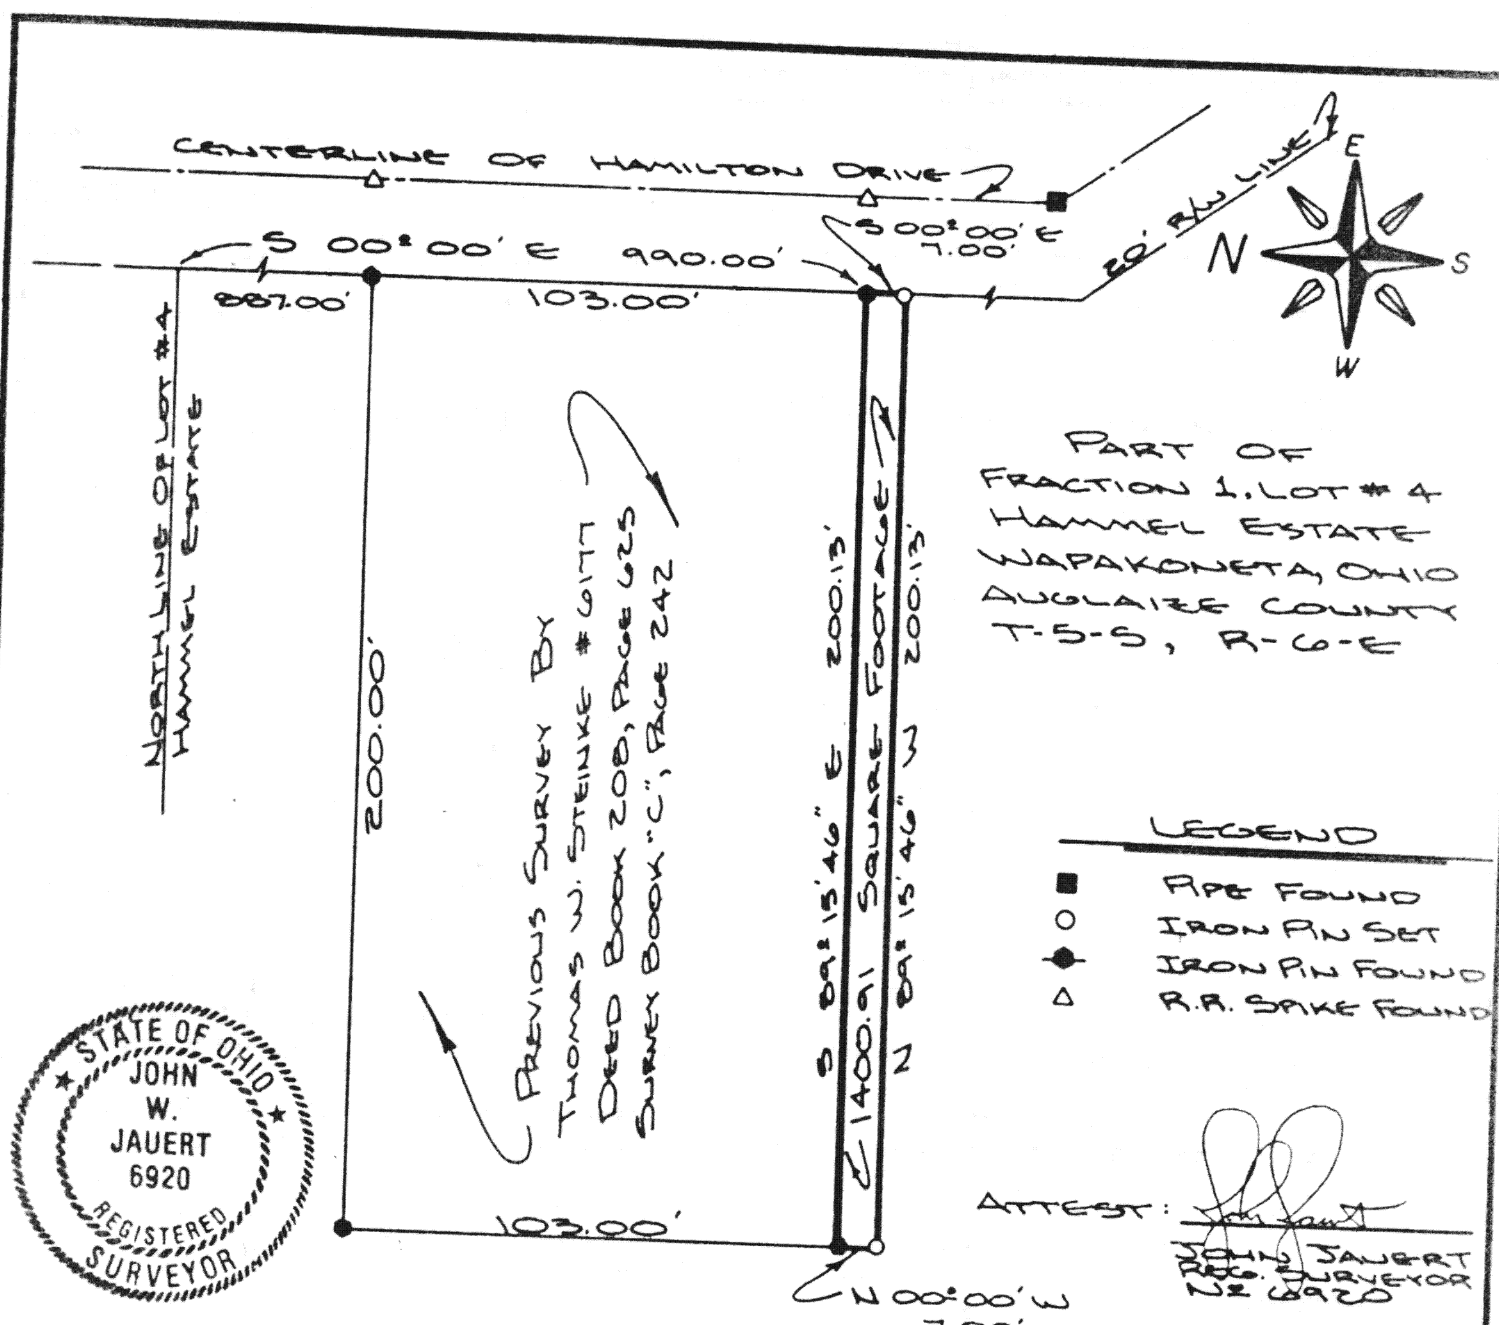 CENTERLINE OF HAMILTON DRIVE
20' R/W LINE
S 00° 00' E 990.00'
S 00° 00' E
7.00'
887.00'
103.00'
E
N
S
W
NORTH LINE OF LOT #4
HAMMEL ESTATE
200.00'
PREVIOUS SURVEY BY
THOMAS W. STEINKE #6177
DEED BOOK 208, PAGE 625
SURVEY BOOK "C", PAGE 242
S 89° 15' 46" E 200.13'
1400.91 SQUARE FOOTAGE
N 89° 15' 46" W 200.13'
PART OF
FRACTION 1, LOT # 4
HAMMEL ESTATE
WAPAKONETA, OHIO
AUGLAIZE COUNTY
T-5-S, R-6-E
LEGEND
PIPE FOUND
IRON PIN SET
IRON PIN FOUND
R.R. SPIKE FOUND
STATE OF OHIO
JOHN
W.
JAUERT
6920
REGISTERED
SURVEYOR
103.00'
N 00° 00' W
7.00'
ATTEST:
JOHN JAUERT
REG. SURVEYOR
Nº 6920